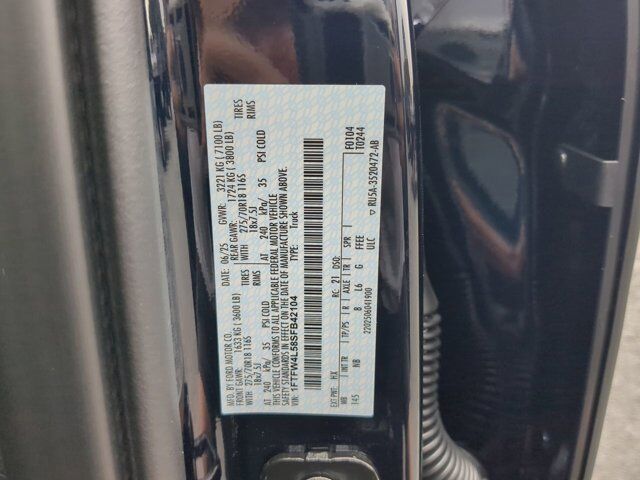 MFD. BY FORD MOTOR CO.
DATE: 06/25 GVWR: 3221 KG ( 7100 LB)
FRONT GAWR: 1633 KG ( 3600 LB) REAR GAWR: 1724 KG ( 3800 LB)
WITH 275/70R18 116S TIRES WITH 275/70R18 116S TIRES
18x7.5J RIMS 18x7.5J RIMS
AT 240 kPa/ 35 PSI COLD AT 240 kPa/ 35 PSI COLD
THIS VEHICLE CONFORMS TO ALL APPLICABLE FEDERAL MOTOR VEHICLE
SAFETY STANDARDS IN EFFECT ON THE DATE OF MANUFACTURE SHOWN ABOVE.
VIN: 1FTFW4L58SFB42104 TYPE: Truck
F0104
T0244
EXT PNT: HX RC: 21 DSO:
MB INT TR TP/PS R AXLE TR SPR
145 NB 8 L6 G FFEE
ULC
2202506041900
▽ RU5A-3520472-AB